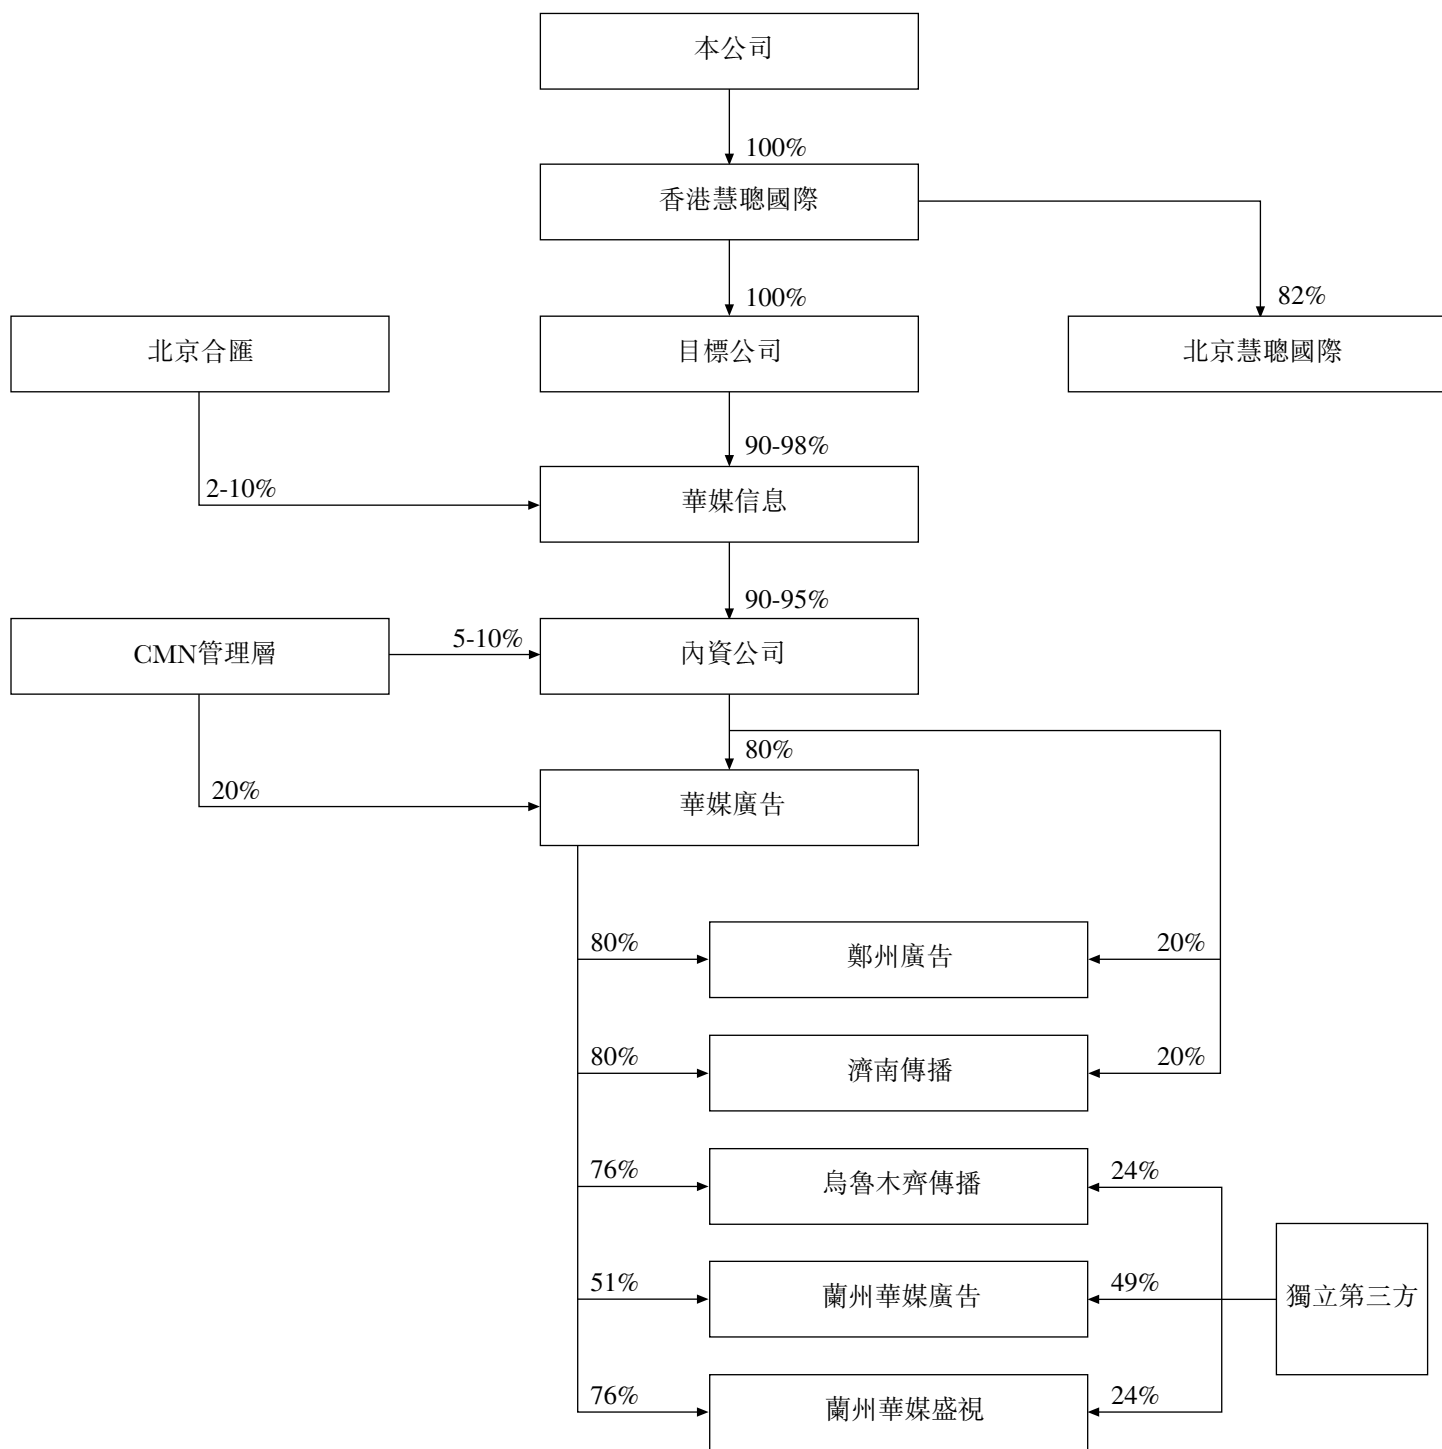 本公司
100%
香港慧聰國際
100%
82%
北京合匯
目標公司
北京慧聰國際
90-98%
2-10%
華媒信息
90-95%
CMN管理層
5-10%
內資公司
80%
20%
華媒廣告
80%
鄭州廣告
20%
80%
濟南傳播
20%
76%
烏魯木齊傳播
24%
51%
蘭州華媒廣告
49%
獨立第三方
76%
蘭州華媒盛視
24%